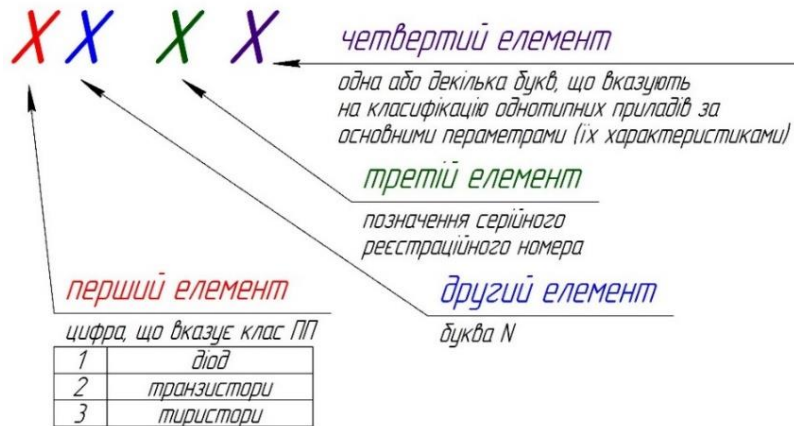 X X X X
четвертий елемент
одна або декілька букв, що вказують
на класифікацію однотипних приладів за
основними пераметрами (їх характеристиками)
третій елемент
позначення серійного
реєстраційного номера
перший елемент
цифра, що вказує клас ПП
1 діод
2 транзистори
3 тиристори
другий елемент
буква N